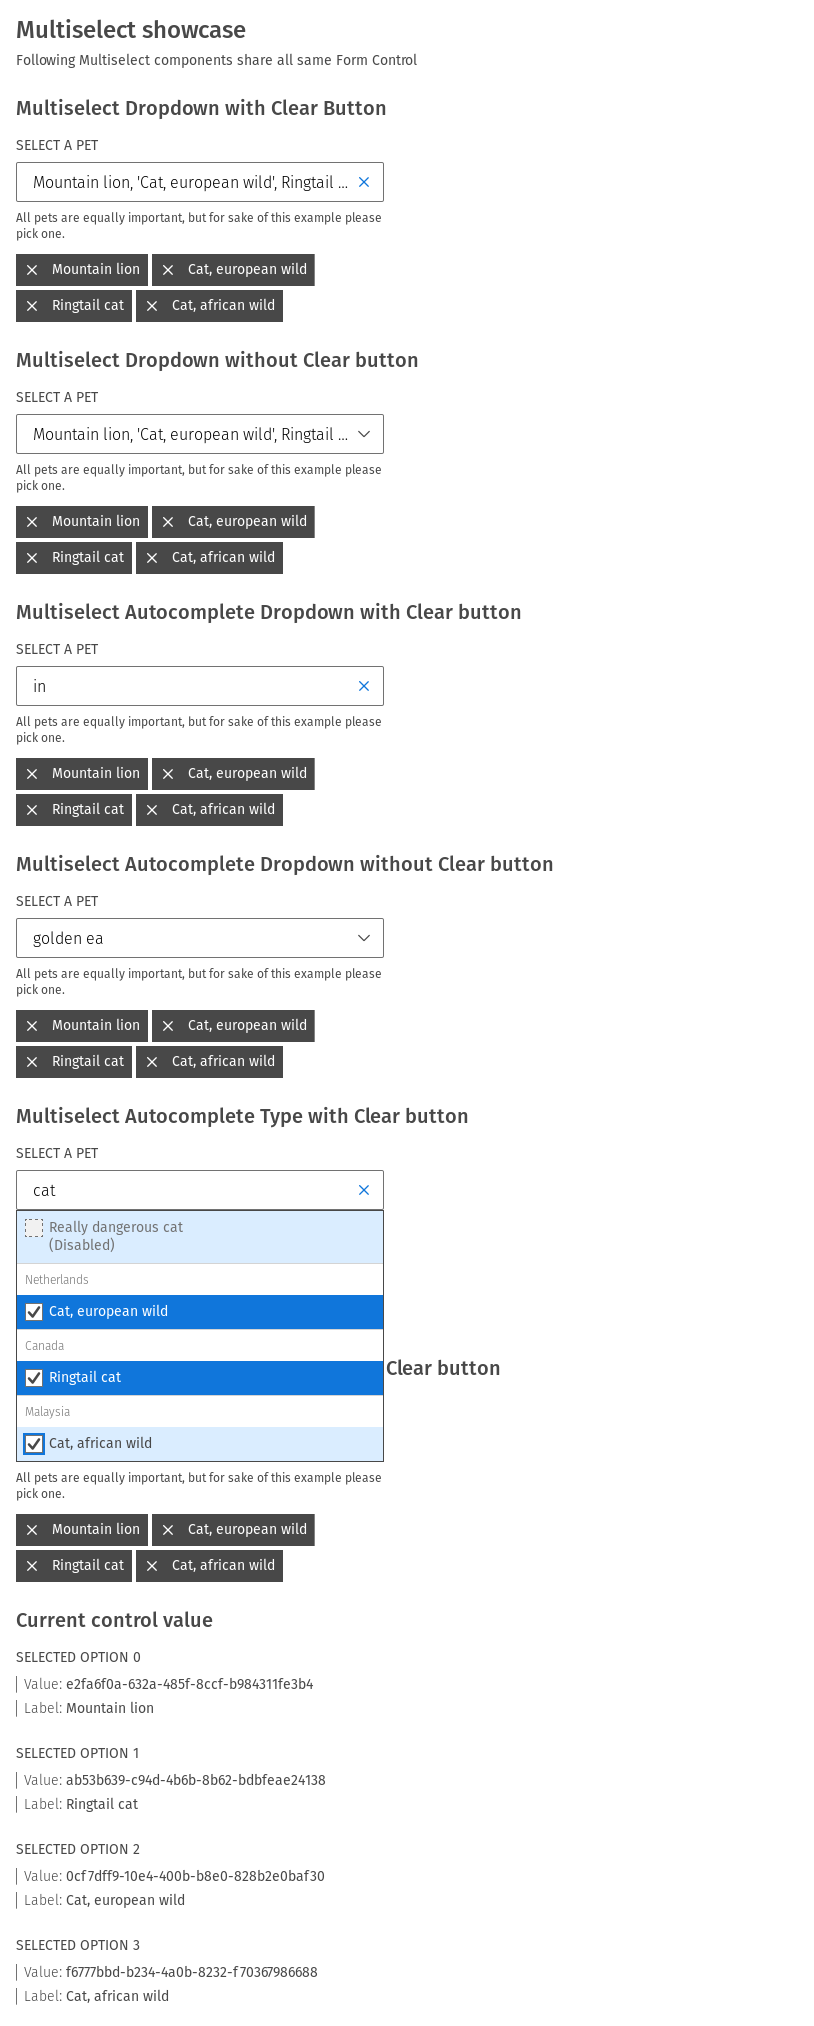 Multiselect showcase
Following Multiselect components share all same Form Control
Multiselect Dropdown with Clear Button
SELECT A PET
Mountain lion, 'Cat, european wild', Ringtail ...
All pets are equally important, but for sake of this example please
pick one.
Mountain lion Cat, european wild
Ringtail cat Cat, african wild
Multiselect Dropdown without Clear button
SELECT A PET
Mountain lion, 'Cat, european wild', Ringtail ...
All pets are equally important, but for sake of this example please
pick one.
Mountain lion Cat, european wild
Ringtail cat Cat, african wild
Multiselect Autocomplete Dropdown with Clear button
SELECT A PET
in
All pets are equally important, but for sake of this example please
pick one.
Mountain lion Cat, european wild
Ringtail cat Cat, african wild
Multiselect Autocomplete Dropdown without Clear button
SELECT A PET
golden ea
All pets are equally important, but for sake of this example please
pick one.
Mountain lion Cat, european wild
Ringtail cat Cat, african wild
Multiselect Autocomplete Type with Clear button
SELECT A PET
cat
Really dangerous cat
(Disabled)
Netherlands
Cat, european wild
Canada
Clear button
Ringtail cat
Malaysia
Cat, african wild
All pets are equally important, but for sake of this example please
pick one.
Mountain lion Cat, european wild
Ringtail cat Cat, african wild
Current control value
SELECTED OPTION 0
Value: e2fa6f0a-632a-485f-8ccf-b984311fe3b4
Label: Mountain lion
SELECTED OPTION 1
Value: ab53b639-c94d-4b6b-8b62-bdbfeae24138
Label: Ringtail cat
SELECTED OPTION 2
Value: 0cf7dff9-10e4-400b-b8e0-828b2e0baf30
Label: Cat, european wild
SELECTED OPTION 3
Value: f6777bbd-b234-4a0b-8232-f70367986688
Label: Cat, african wild